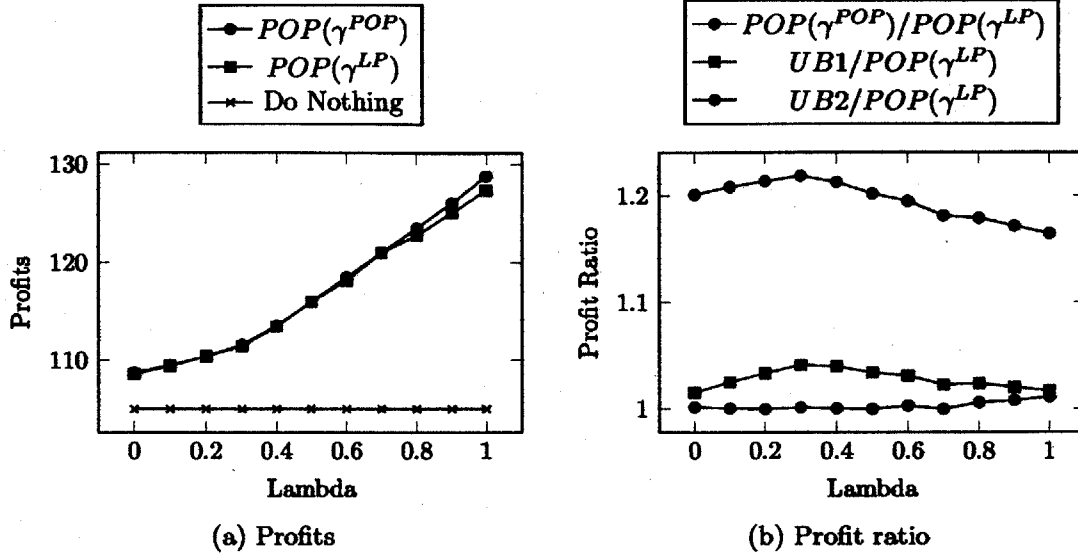 POP(γ^POP)
POP(γ^LP)
Do Nothing
130
120
110
Profits
0 0.2 0.4 0.6 0.8 1
Lambda
(a) Profits
POP(γ^POP)/POP(γ^LP)
UB1/POP(γ^LP)
UB2/POP(γ^LP)
1.2
1.1
1
Profit Ratio
0 0.2 0.4 0.6 0.8 1
Lambda
(b) Profit ratio